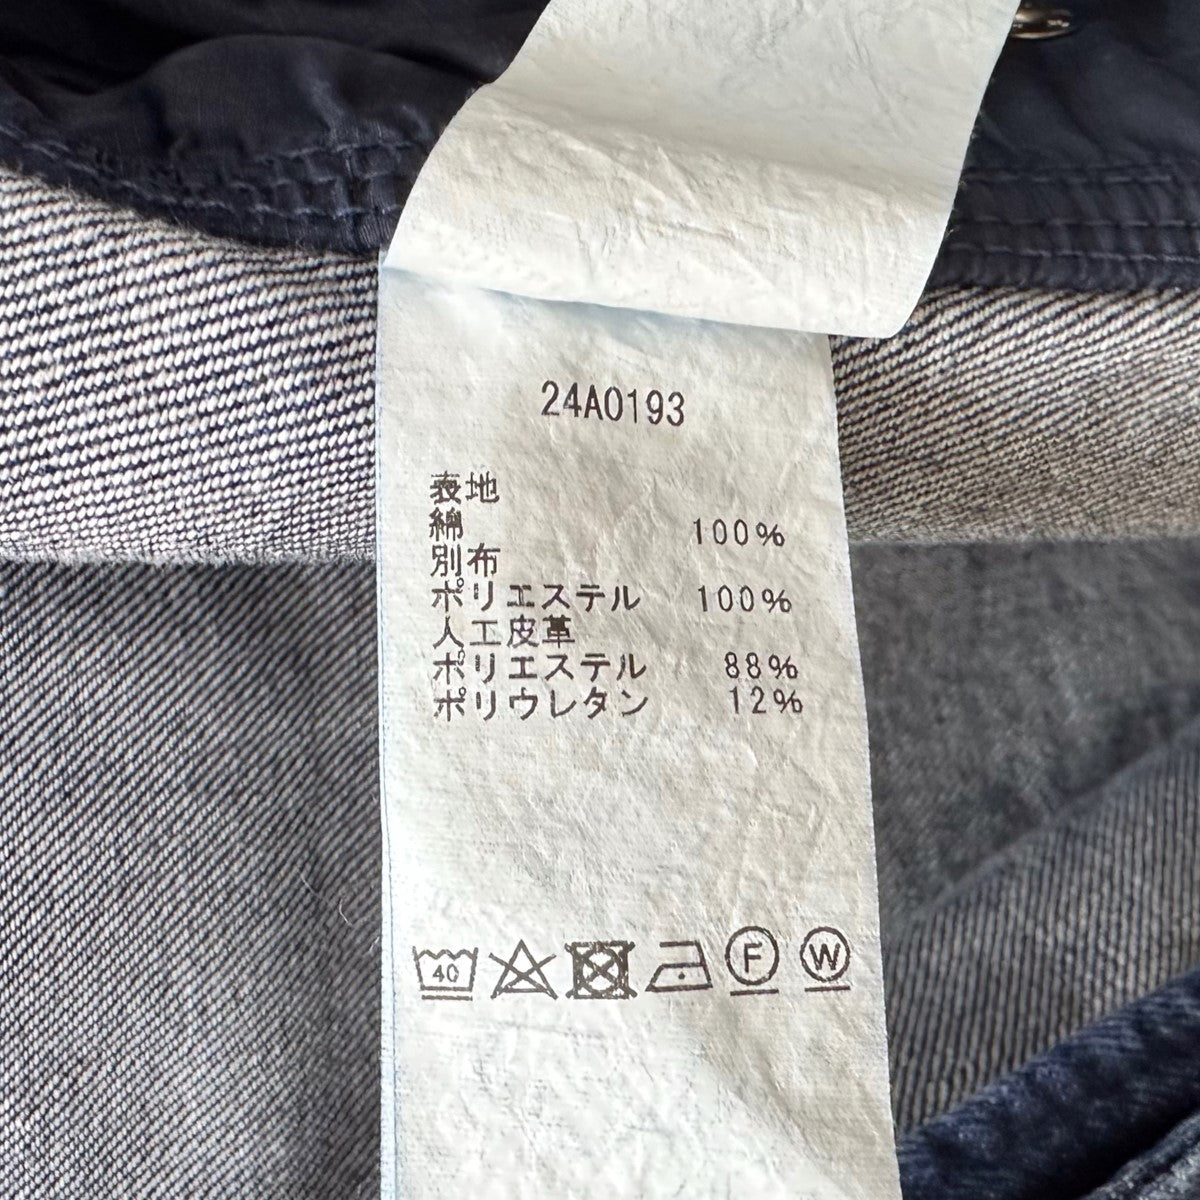 24A0193
表地
綿 100%
別布
ポリエステル 100%
人工皮革
ポリエステル 88%
ポリウレタン 12%
40 F W